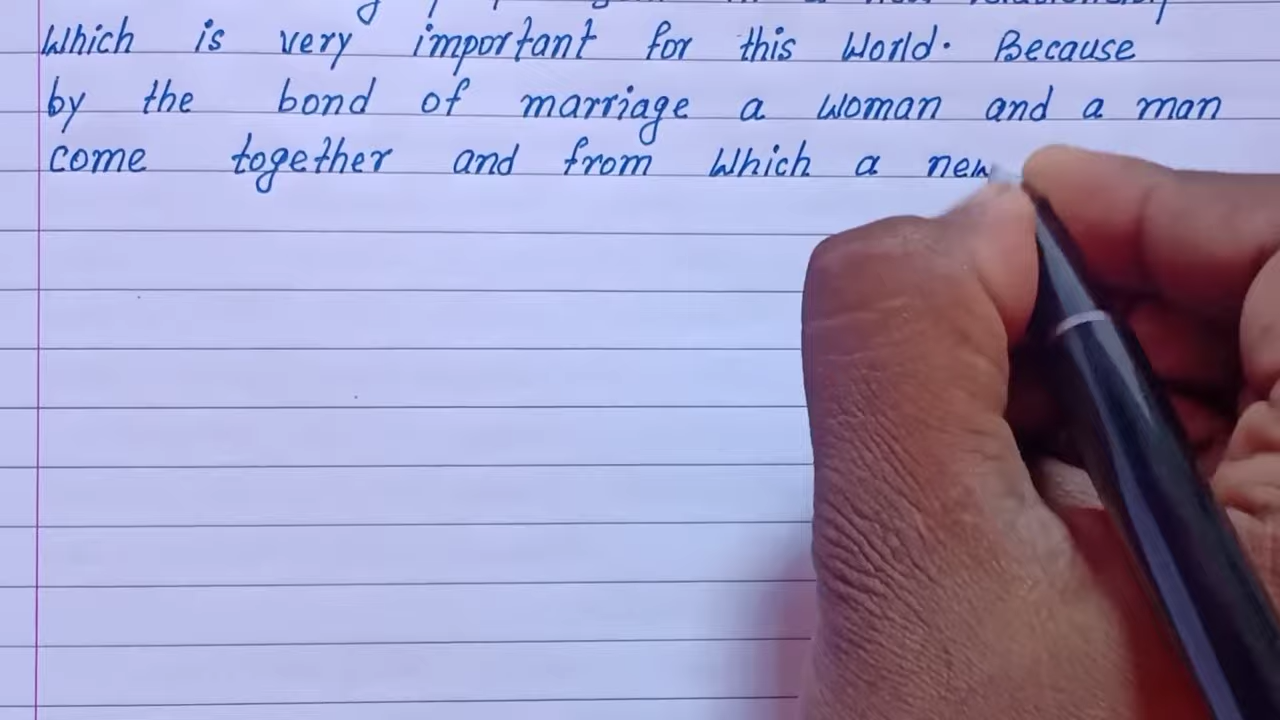 Which is very important for this World. Because
by the bond of marriage a woman and a man
come together and from Which a new